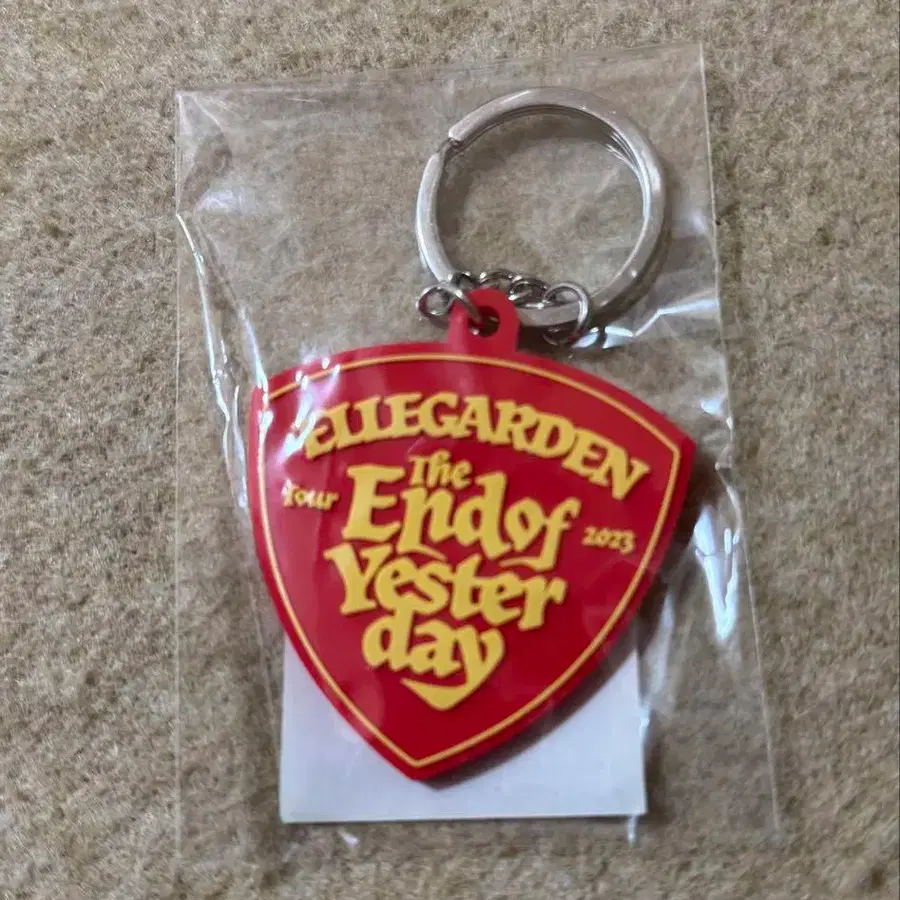 ELLEGARDEN
The
Tour End of 2023
Yester
day